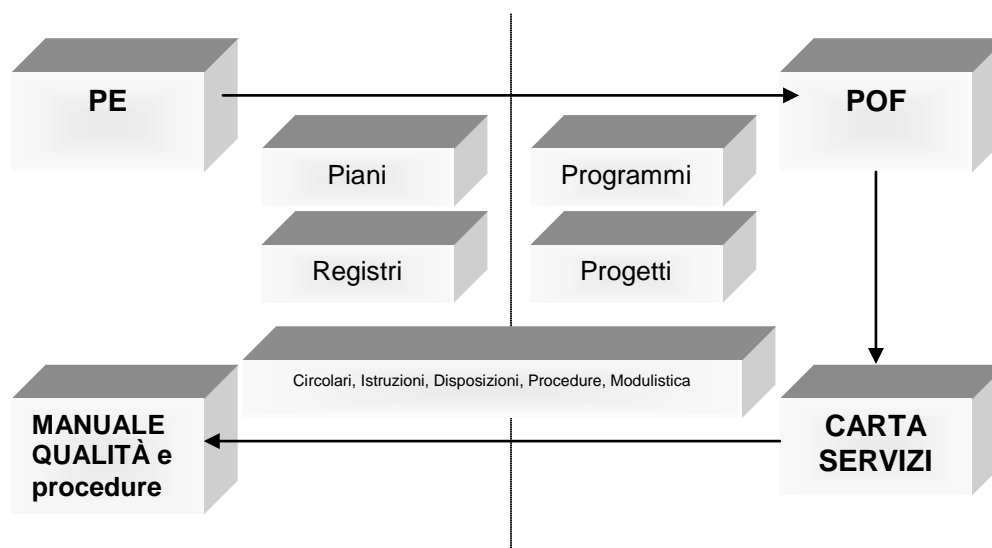 PE
POF
Piani
Programmi
Registri
Progetti
Circolari, Istruzioni, Disposizioni, Procedure, Modulistica
MANUALE
QUALITÀ e
procedure
CARTA
SERVIZI